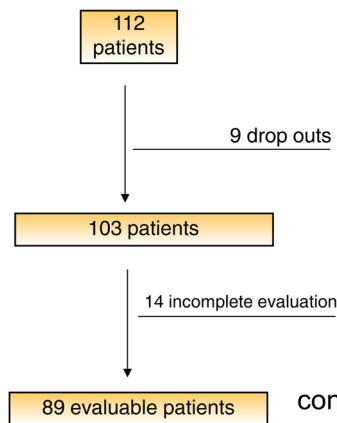 112
patients
9 drop outs
103 patients
14 incomplete evaluation
89 evaluable patients